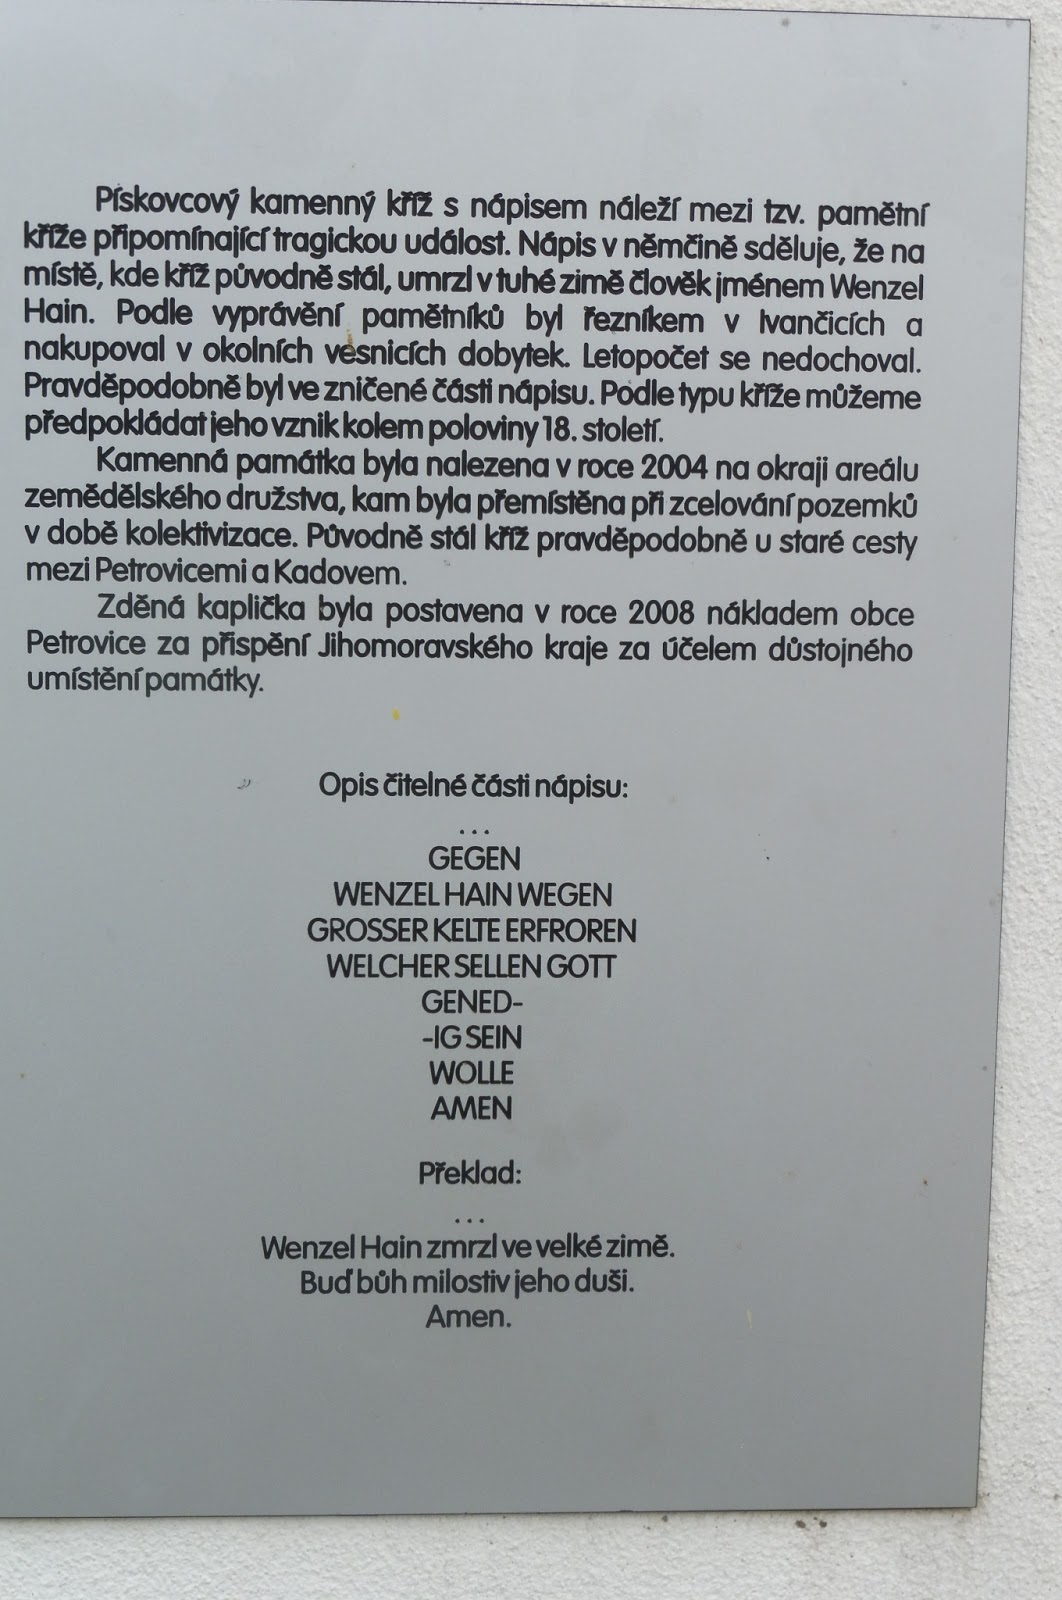 Pískovcový kamenný kříž s nápisem náleží mezi tzv. pamětní
kříže připomínající tragickou událost. Nápis v němčině sděluje, že na
místě, kde kříž původně stál, umrzl v tuhé zimě člověk jménem Wenzel
Hain. Podle vyprávění pamětníků byl řezníkem v Ivančicích a
nakupoval v okolních vesnicích dobytek. Letopočet se nedochoval.
Pravděpodobně byl ve zničené části nápisu. Podle typu kříže můžeme
předpokládat jeho vznik kolem poloviny 18. století.
Kamenná památka byla nalezena v roce 2004 na okraji areálu
zemědělského družstva, kam byla přemístěna při zcelování pozemků
v době kolektivizace. Původně stál kříž pravděpodobně u staré cesty
mezi Petrovicemi a Kadovem.
Zděná kaplička byla postavena v roce 2008 nákladem obce
Petrovice za přispění Jihomoravského kraje za účelem důstojného
umístění památky.
Opis čitelné části nápisu:
...
GEGEN
WENZEL HAIN WEGEN
GROSSER KELTE ERFROREN
WELCHER SELLEN GOTT
GENED-
-IG SEIN
WOLLE
AMEN
Překlad:
...
Wenzel Hain zmrzl ve velké zimě.
Buď bůh milostiv jeho duši.
Amen.